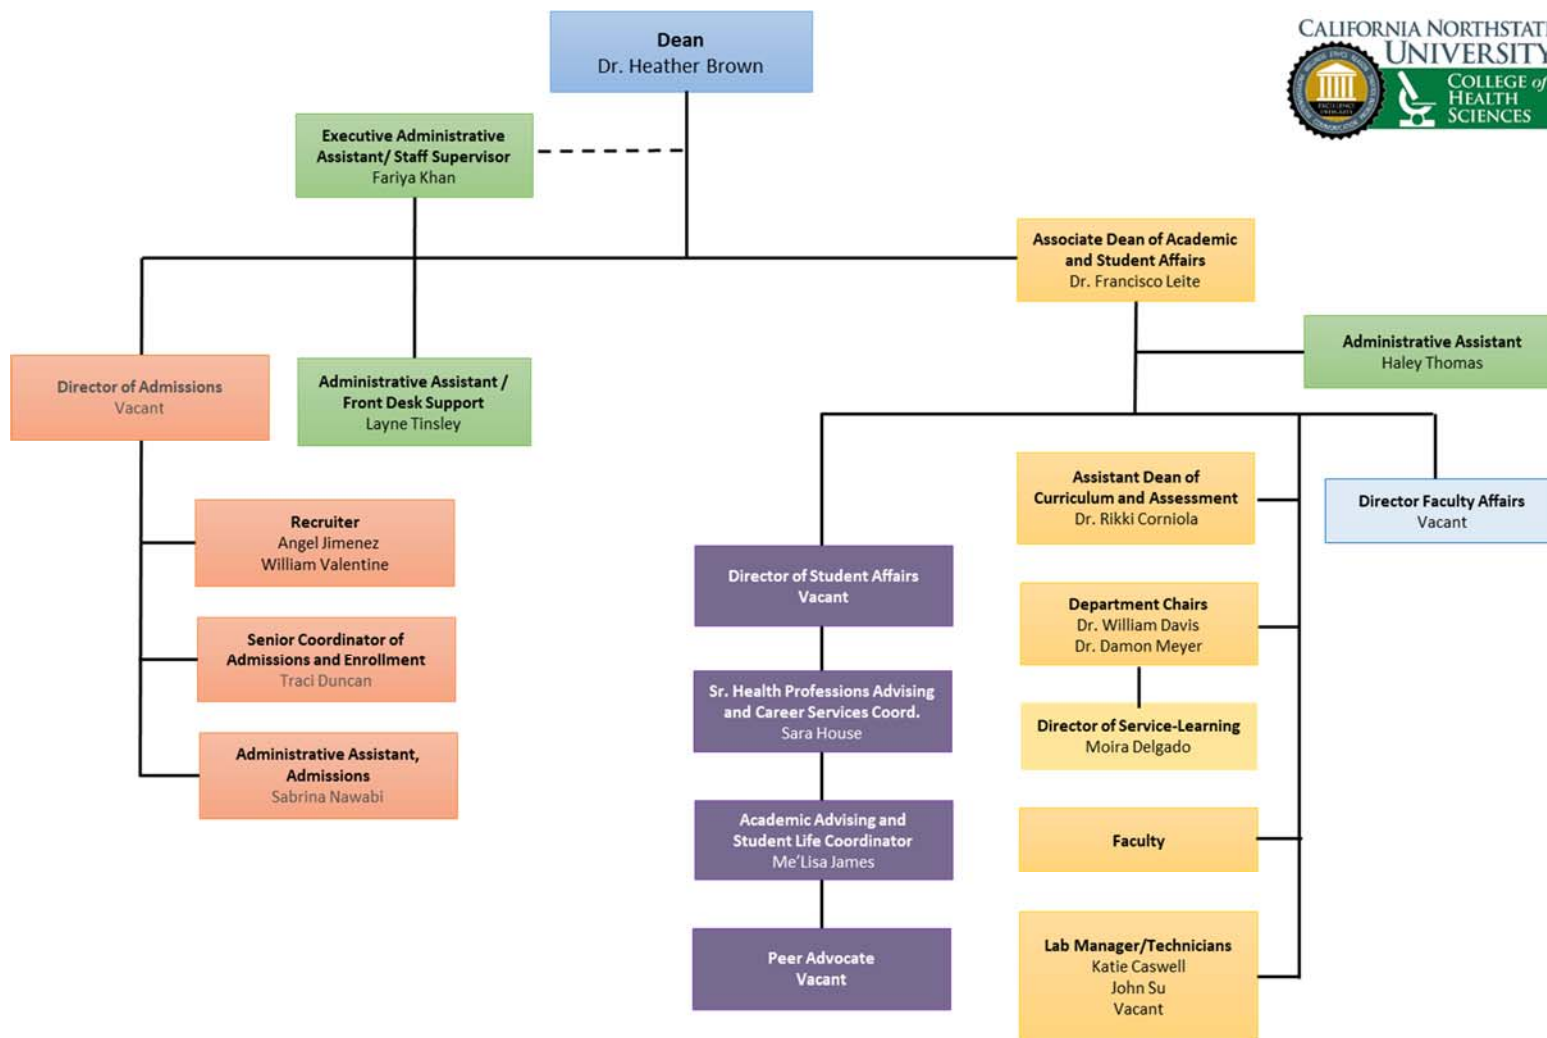 Dean
Dr. Heather Brown
CALIFORNIA NORTHSTATE
UNIVERSITY
COLLEGE of
HEALTH
SCIENCES
Executive Administrative
Assistant/ Staff Supervisor
Fariya Khan
Associate Dean of Academic
and Student Affairs
Dr. Francisco Leite
Administrative Assistant
Haley Thomas
Director of Admissions
Vacant
Administrative Assistant /
Front Desk Support
Layne Tinsley
Recruiter
Angel Jimenez
William Valentine
Senior Coordinator of
Admissions and Enrollment
Traci Duncan
Administrative Assistant,
Admissions
Sabrina Nawabi
Director of Student Affairs
Vacant
Sr. Health Professions Advising
and Career Services Coord.
Sara House
Academic Advising and
Student Life Coordinator
Me’Lisa James
Peer Advocate
Vacant
Assistant Dean of
Curriculum and Assessment
Dr. Rikki Corniola
Department Chairs
Dr. William Davis
Dr. Damon Meyer
Director of Service-Learning
Moira Delgado
Faculty
Lab Manager/Technicians
Katie Caswell
John Su
Vacant
Director Faculty Affairs
Vacant